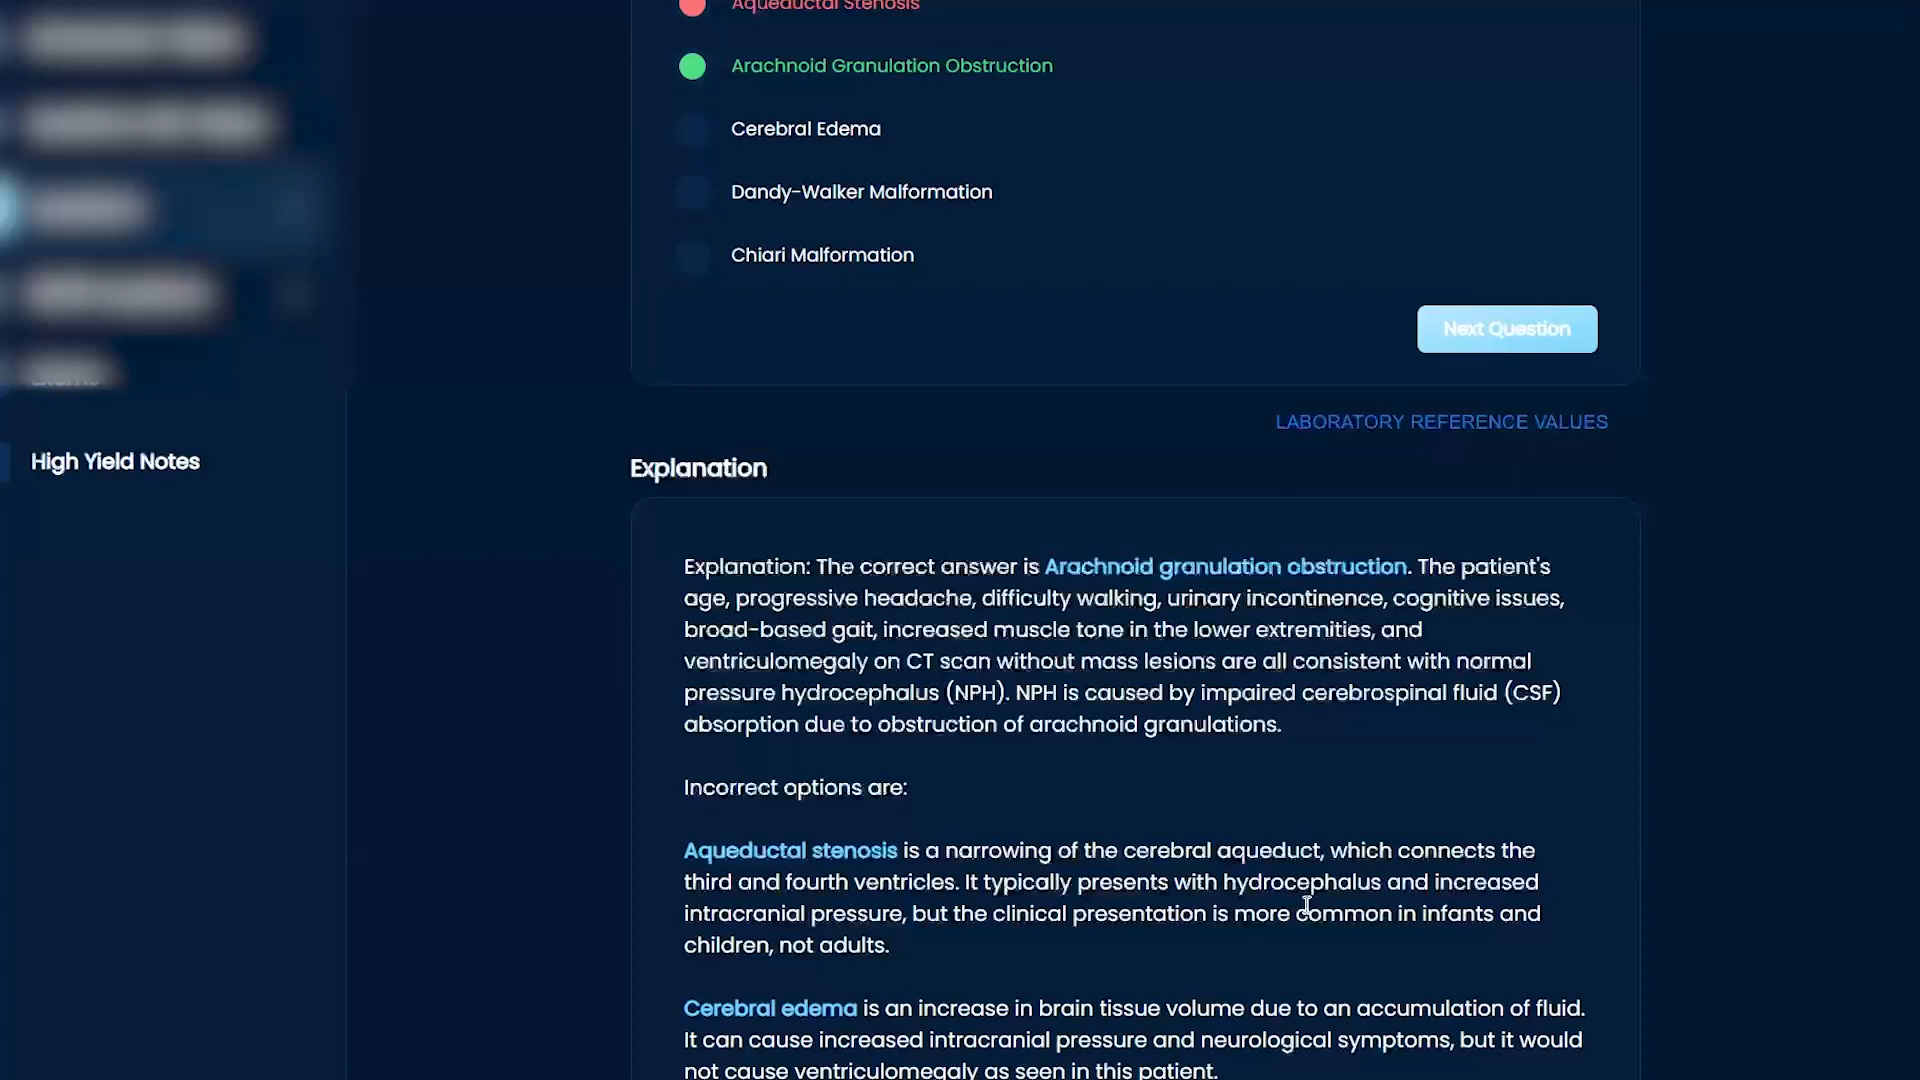 Aqueductal Stenosis
Arachnoid Granulation Obstruction
Cerebral Edema
Dandy-Walker Malformation
Chiari Malformation
Next Question
LABORATORY REFERENCE VALUES
High Yield Notes
Explanation
Explanation: The correct answer is Arachnoid granulation obstruction. The patient's
age, progressive headache, difficulty walking, urinary incontinence, cognitive issues,
broad-based gait, increased muscle tone in the lower extremities, and
ventriculomegaly on CT scan without mass lesions are all consistent with normal
pressure hydrocephalus (NPH). NPH is caused by impaired cerebrospinal fluid (CSF)
absorption due to obstruction of arachnoid granulations.
Incorrect options are:
Aqueductal stenosis is a narrowing of the cerebral aqueduct, which connects the
third and fourth ventricles. It typically presents with hydrocephalus and increased
intracranial pressure, but the clinical presentation is more common in infants and
children, not adults.
Cerebral edema is an increase in brain tissue volume due to an accumulation of fluid.
It can cause increased intracranial pressure and neurological symptoms, but it would
not cause ventriculomegaly as seen in this patient.